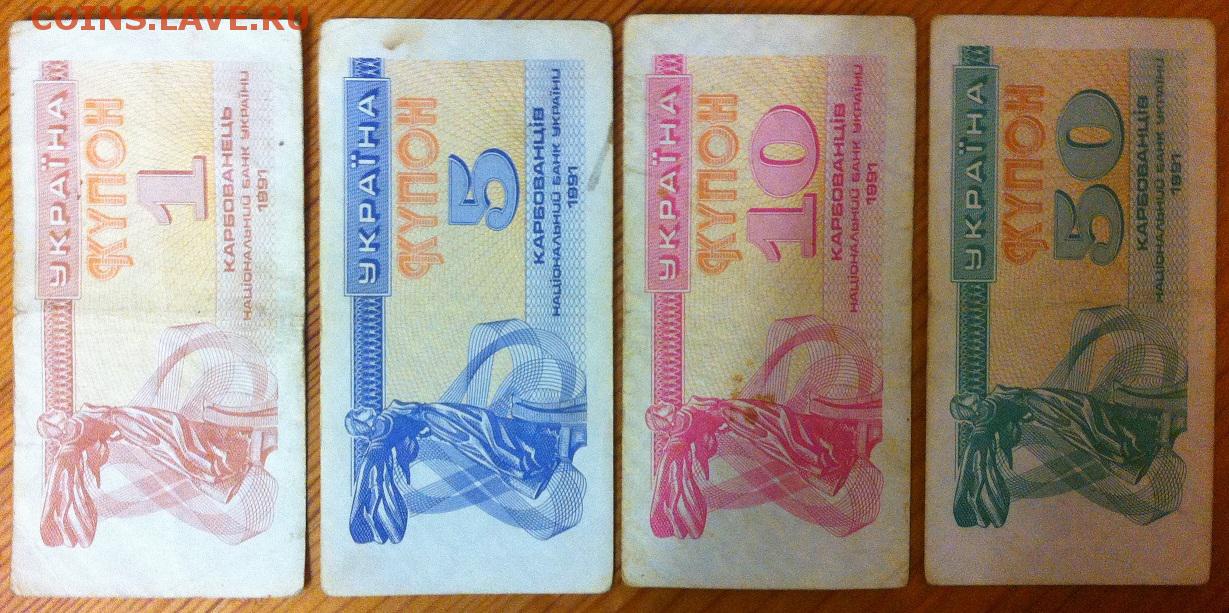 COINS.LAVE.RU
УКРАЇНА
КУПОН
1
КАРБОВАНЕЦЬ
НАЦІОНАЛЬНИЙ БАНК УКРАЇНИ
1991
УКРАЇНА
КУПОН
5
КАРБОВАНЦІВ
НАЦІОНАЛЬНИЙ БАНК УКРАЇНИ
1991
УКРАЇНА
КУПОН
10
КАРБОВАНЦІВ
НАЦІОНАЛЬНИЙ БАНК УКРАЇНИ
1991
УКРАЇНА
КУПОН
50
КАРБОВАНЦІВ
НАЦІОНАЛЬНИЙ БАНК УКРАЇНИ
1991